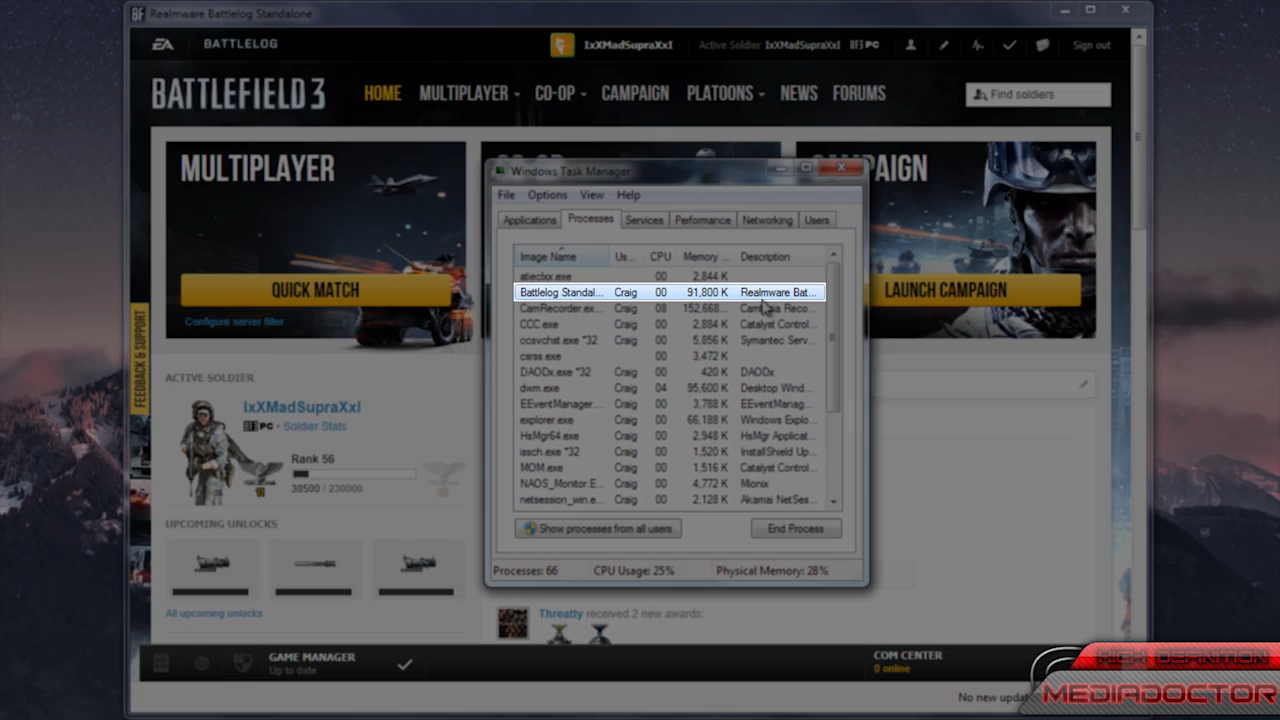 Realmware Battlelog Standalone
EA BATTLELOG IxXMadSupraXxI Active Soldier IxXMadSupraXxI BF3 PC Sign out
BATTLEFIELD 3 HOME MULTIPLAYER CO-OP CAMPAIGN PLATOONS NEWS FORUMS Find soldiers
MULTIPLAYER
QUICK MATCH
Configure server filter
LAUNCH CAMPAIGN
FEEDBACK & SUPPORT
Windows Task Manager
File Options View Help
Applications Processes Services Performance Networking Users
Image Name Us... CPU Memory ... Description
atieclxx.exe 00 2,844 K
Battlelog Standal... Craig 00 91,800 K Realmware Bat...
CamRecorder.ex... Craig 08 152,668...
CCC.exe Craig 00 2,884 K Catalyst Control...
ccsvchst.exe *32 Craig 00 5,856 K Symantec Serv...
csrss.exe 00 3,472 K
DAODx.exe *32 Craig 00 420 K DAODx
dwm.exe Craig 04 95,600 K Desktop Wind...
EEventManager.... Craig 00 3,788 K EEventManag...
explorer.exe Craig 00 66,188 K Windows Explo...
HsMgr64.exe Craig 00 2,948 K HsMgr Applicat...
issch.exe *32 Craig 00 1,520 K InstallShield Up...
MOM.exe Craig 00 1,516 K Catalyst Control...
NAOS_Monitor.E... Craig 00 4,772 K Mionix
netsession_win.e... Craig 00 2,128 K Akamai NetSes...
Show processes from all users End Process
Processes: 66 CPU Usage: 25% Physical Memory: 28%
ACTIVE SOLDIER
IxXMadSupraXxI
BF3 PC - Soldier Stats
Rank 56
30500 / 230000
UPCOMING UNLOCKS
All upcoming unlocks
Threatty received 2 new awards:
GAME MANAGER
Up to date
COM CENTER
0 online
No new updat
HIGH DEFINITION
MEDIADOCTOR